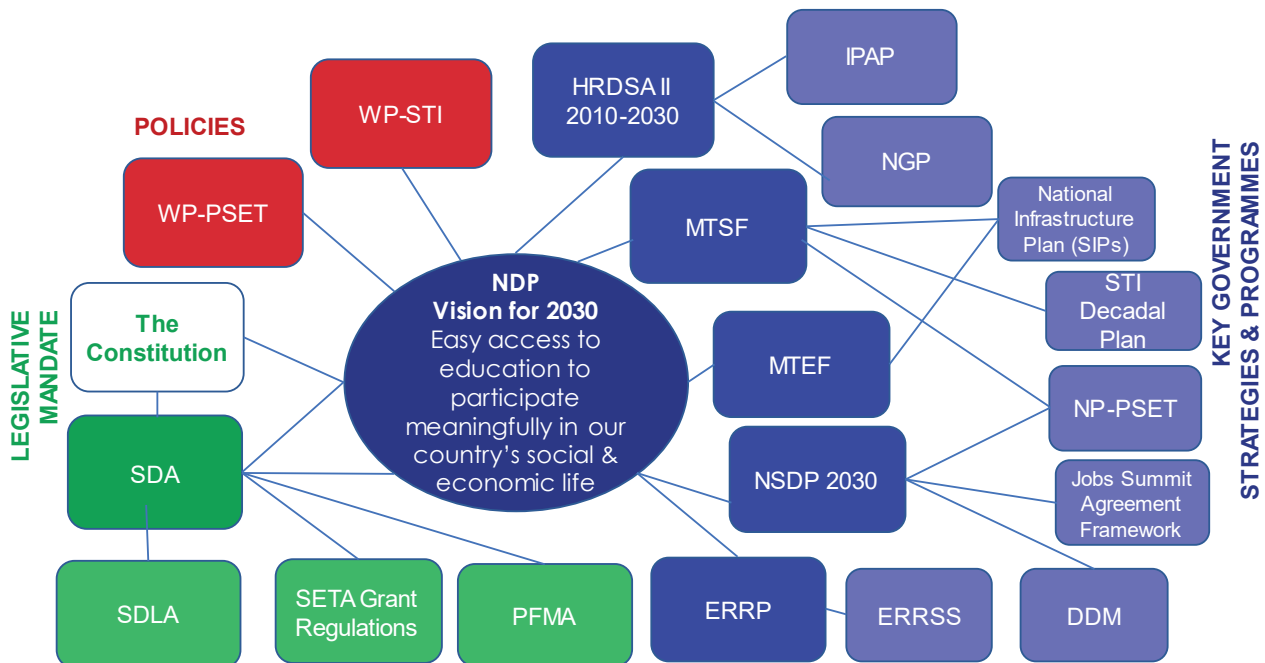 POLICIES
WP-STI
WP-PSET
LEGISLATIVE
MANDATE
The
Constitution
SDA
SDLA
SETA Grant
Regulations
PFMA
NDP
Vision for 2030
Easy access to
education to
participate
meaningfully in our
country's social &
economic life
HRDSA II
2010-2030
MTSF
MTEF
NSDP 2030
ERRP
IPAP
NGP
National
Infrastructure
Plan (SIPs)
STI
Decadal
Plan
NP-PSET
Jobs Summit
Agreement
Framework
ERRSS
DDM
KEY GOVERNMENT
STRATEGIES & PROGRAMMES